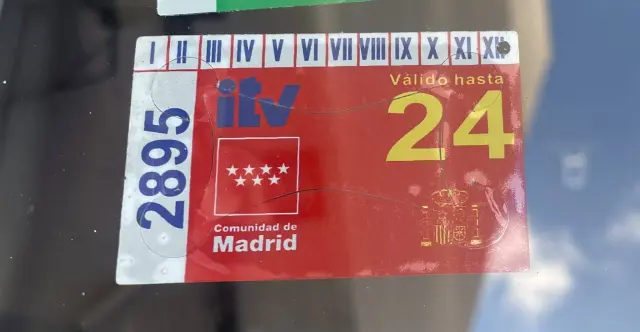 I II III IV V VI VII VIII IX X XI XII
itv
Válido hasta
24
2895
Comunidad de
Madrid